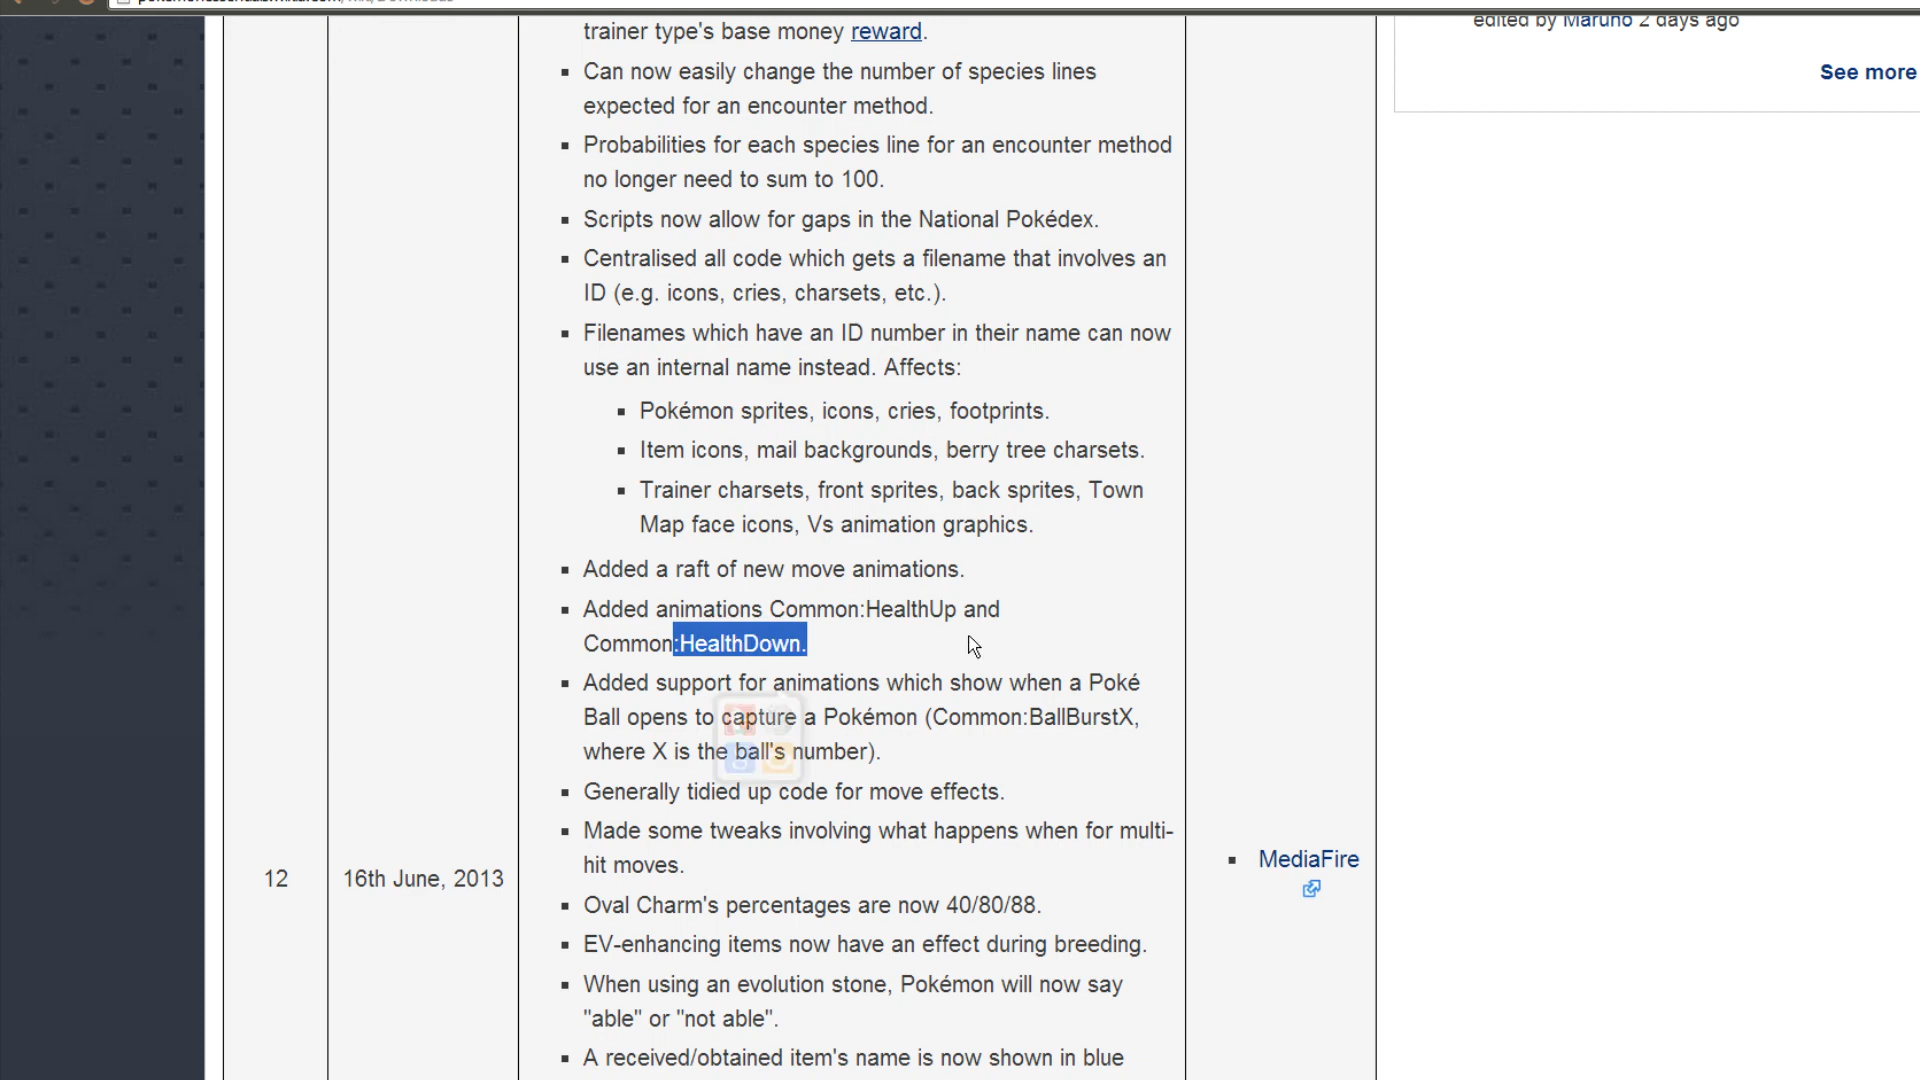 edited by Maruno 2 days ago
See more
trainer type's base money reward.
Can now easily change the number of species lines
expected for an encounter method.
Probabilities for each species line for an encounter method
no longer need to sum to 100.
Scripts now allow for gaps in the National Pokédex.
Centralised all code which gets a filename that involves an
ID (e.g. icons, cries, charsets, etc.).
Filenames which have an ID number in their name can now
use an internal name instead. Affects:
Pokémon sprites, icons, cries, footprints.
Item icons, mail backgrounds, berry tree charsets.
Trainer charsets, front sprites, back sprites, Town
Map face icons, Vs animation graphics.
Added a raft of new move animations.
Added animations Common:HealthUp and
Common:HealthDown.
Added support for animations which show when a Poké
Ball opens to capture a Pokémon (Common:BallBurstX,
where X is the ball's number).
Generally tidied up code for move effects.
Made some tweaks involving what happens when for multi-
hit moves.
12
16th June, 2013
MediaFire
Oval Charm's percentages are now 40/80/88.
EV-enhancing items now have an effect during breeding.
When using an evolution stone, Pokémon will now say
"able" or "not able".
A received/obtained item's name is now shown in blue